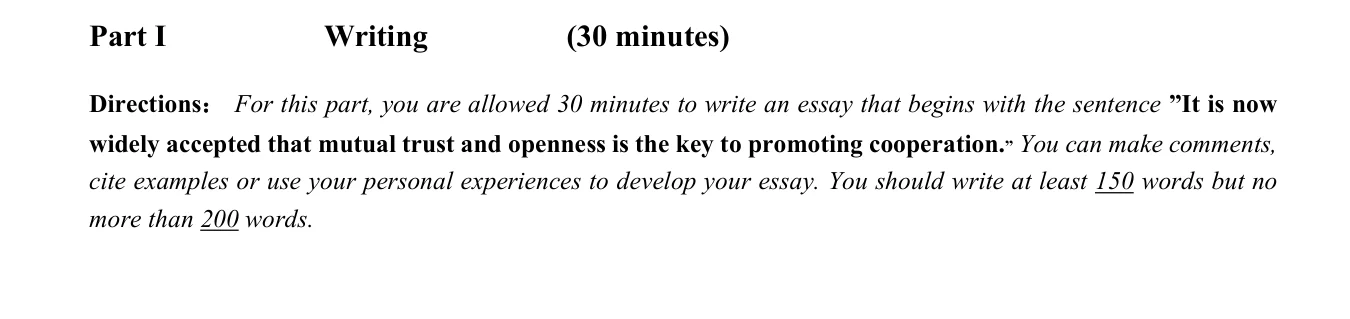 Part I Writing (30 minutes)
Directions： For this part, you are allowed 30 minutes to write an essay that begins with the sentence ”It is now
widely accepted that mutual trust and openness is the key to promoting cooperation.” You can make comments,
cite examples or use your personal experiences to develop your essay. You should write at least 150 words but no
more than 200 words.